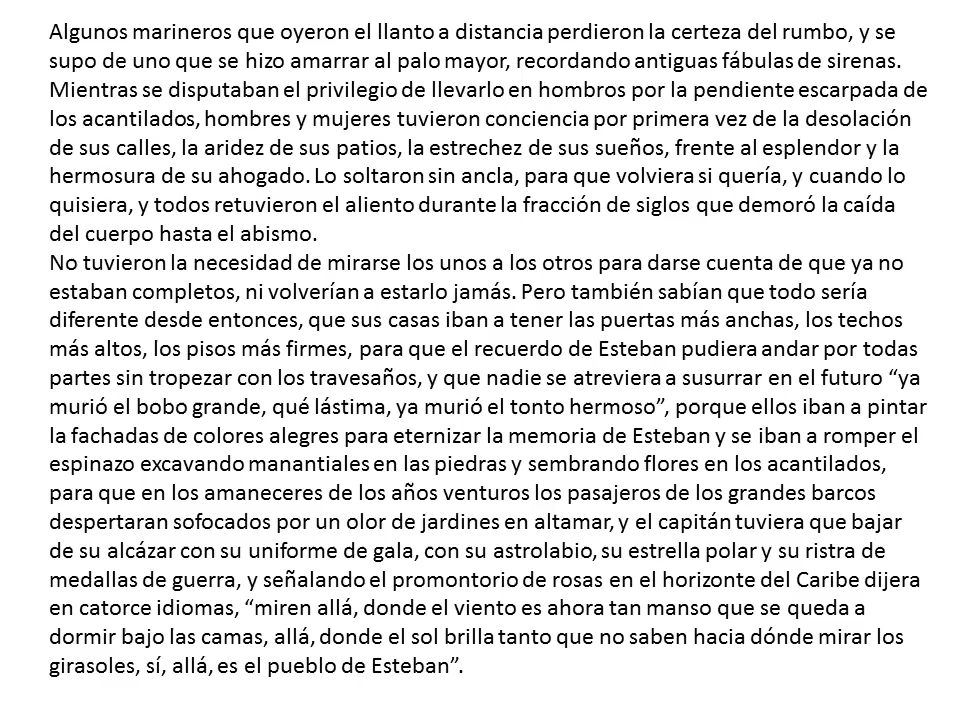 Algunos marineros que oyeron el llanto a distancia perdieron la certeza del rumbo, y se
supo de uno que se hizo amarrar al palo mayor, recordando antiguas fábulas de sirenas.
Mientras se disputaban el privilegio de llevarlo en hombros por la pendiente escarpada de
los acantilados, hombres y mujeres tuvieron conciencia por primera vez de la desolación
de sus calles, la aridez de sus patios, la estrechez de sus sueños, frente al esplendor y la
hermosura de su ahogado. Lo soltaron sin ancla, para que volviera si quería, y cuando lo
quisiera, y todos retuvieron el aliento durante la fracción de siglos que demoró la caída
del cuerpo hasta el abismo.
No tuvieron la necesidad de mirarse los unos a los otros para darse cuenta de que ya no
estaban completos, ni volverían a estarlo jamás. Pero también sabían que todo sería
diferente desde entonces, que sus casas iban a tener las puertas más anchas, los techos
más altos, los pisos más firmes, para que el recuerdo de Esteban pudiera andar por todas
partes sin tropezar con los travesaños, y que nadie se atreviera a susurrar en el futuro “ya
murió el bobo grande, qué lástima, ya murió el tonto hermoso”, porque ellos iban a pintar
la fachadas de colores alegres para eternizar la memoria de Esteban y se iban a romper el
espinazo excavando manantiales en las piedras y sembrando flores en los acantilados,
para que en los amaneceres de los años venturos los pasajeros de los grandes barcos
despertaran sofocados por un olor de jardines en altamar, y el capitán tuviera que bajar
de su alcázar con su uniforme de gala, con su astrolabio, su estrella polar y su ristra de
medallas de guerra, y señalando el promontorio de rosas en el horizonte del Caribe dijera
en catorce idiomas, “miren allá, donde el viento es ahora tan manso que se queda a
dormir bajo las camas, allá, donde el sol brilla tanto que no saben hacia dónde mirar los
girasoles, sí, allá, es el pueblo de Esteban”.